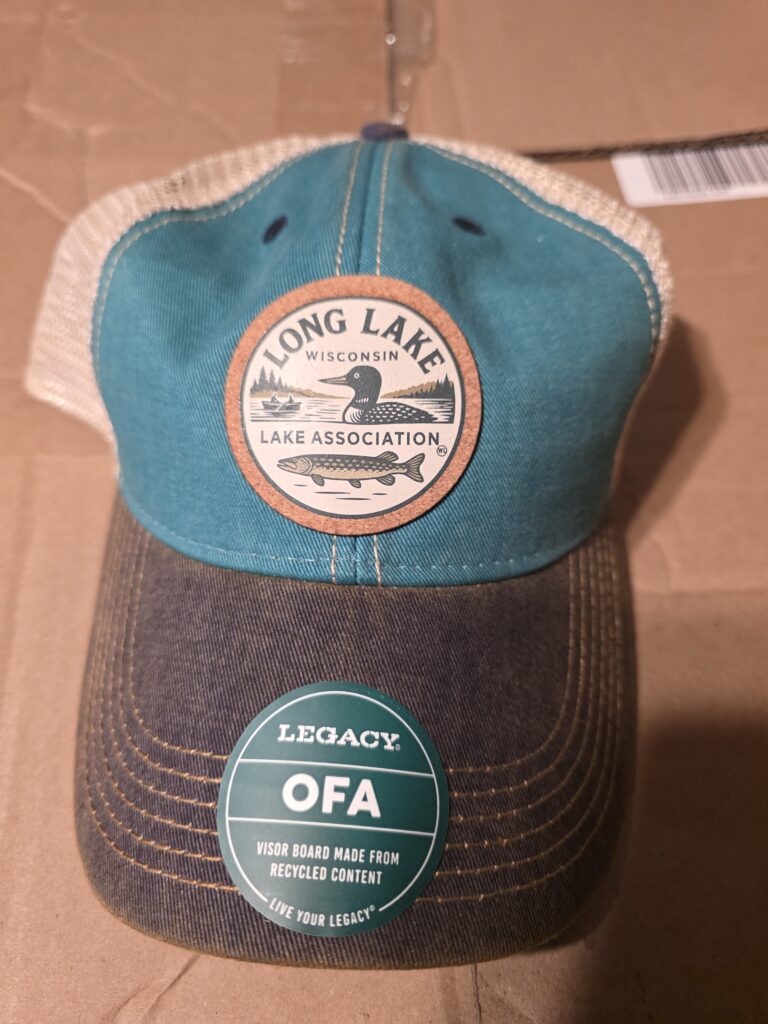 LONG LAKE
WISCONSIN
LAKE ASSOCIATION
LEGACY®
OFA
VISOR BOARD MADE FROM
RECYCLED CONTENT
LIVE YOUR LEGACY®